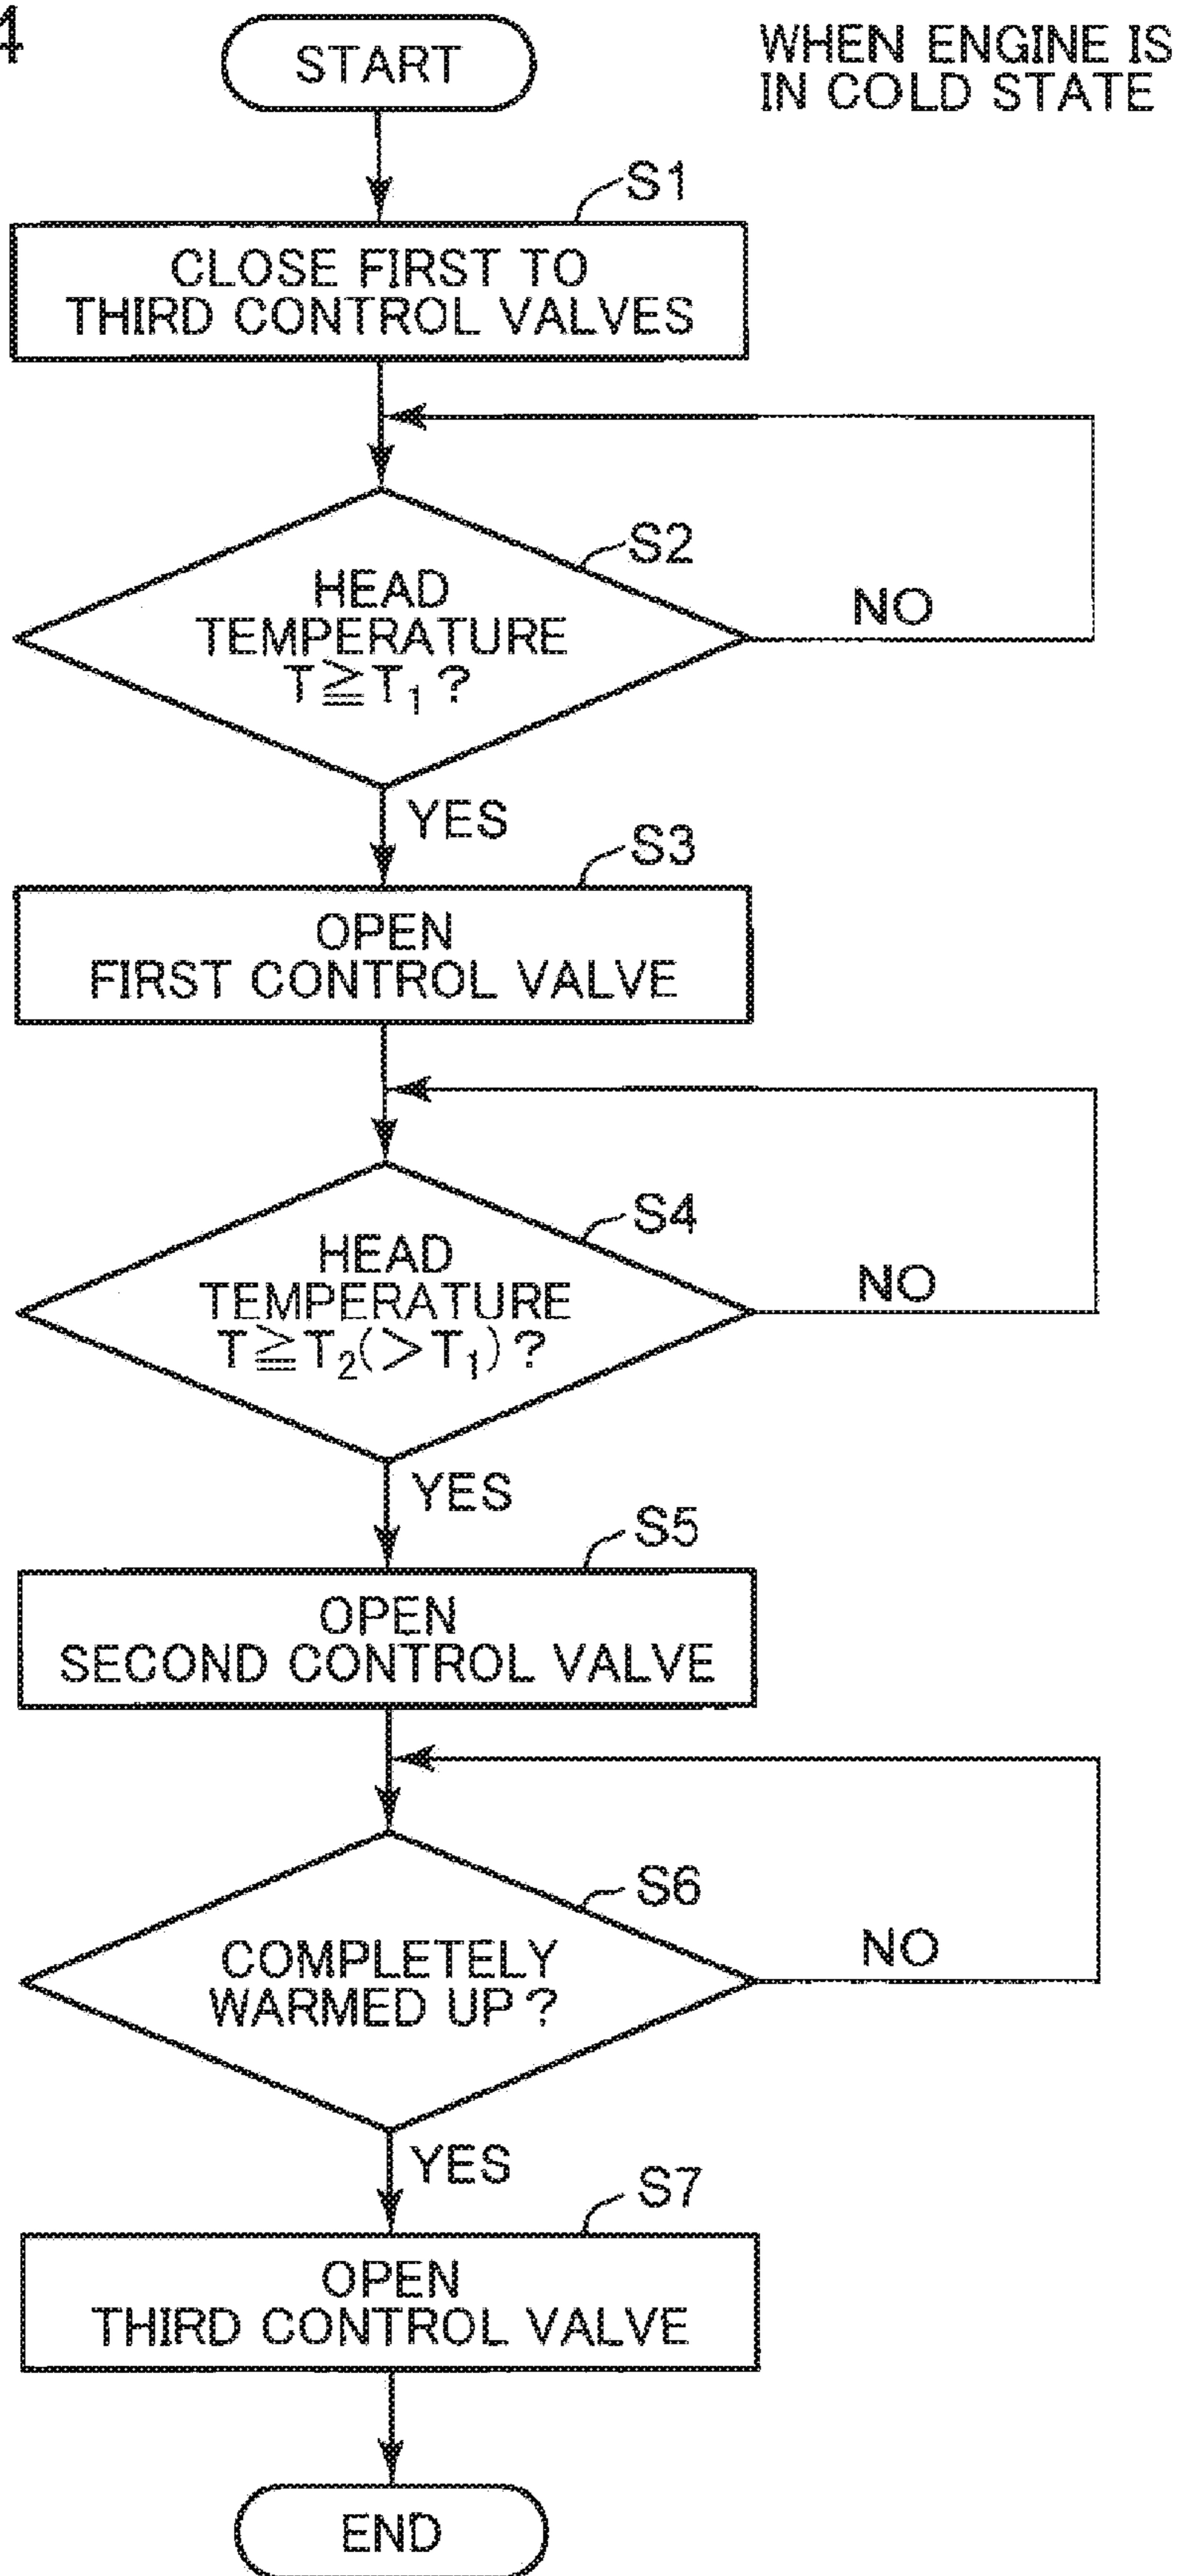 4
WHEN ENGINE IS
IN COLD STATE
START
S1
CLOSE FIRST TO
THIRD CONTROL VALVES
S2
HEAD
TEMPERATURE
T≧T₁?
NO
YES
S3
OPEN
FIRST CONTROL VALVE
S4
HEAD
TEMPERATURE
T≧T₂(>T₁)?
NO
YES
S5
OPEN
SECOND CONTROL VALVE
S6
COMPLETELY
WARMED UP?
NO
YES
S7
OPEN
THIRD CONTROL VALVE
END